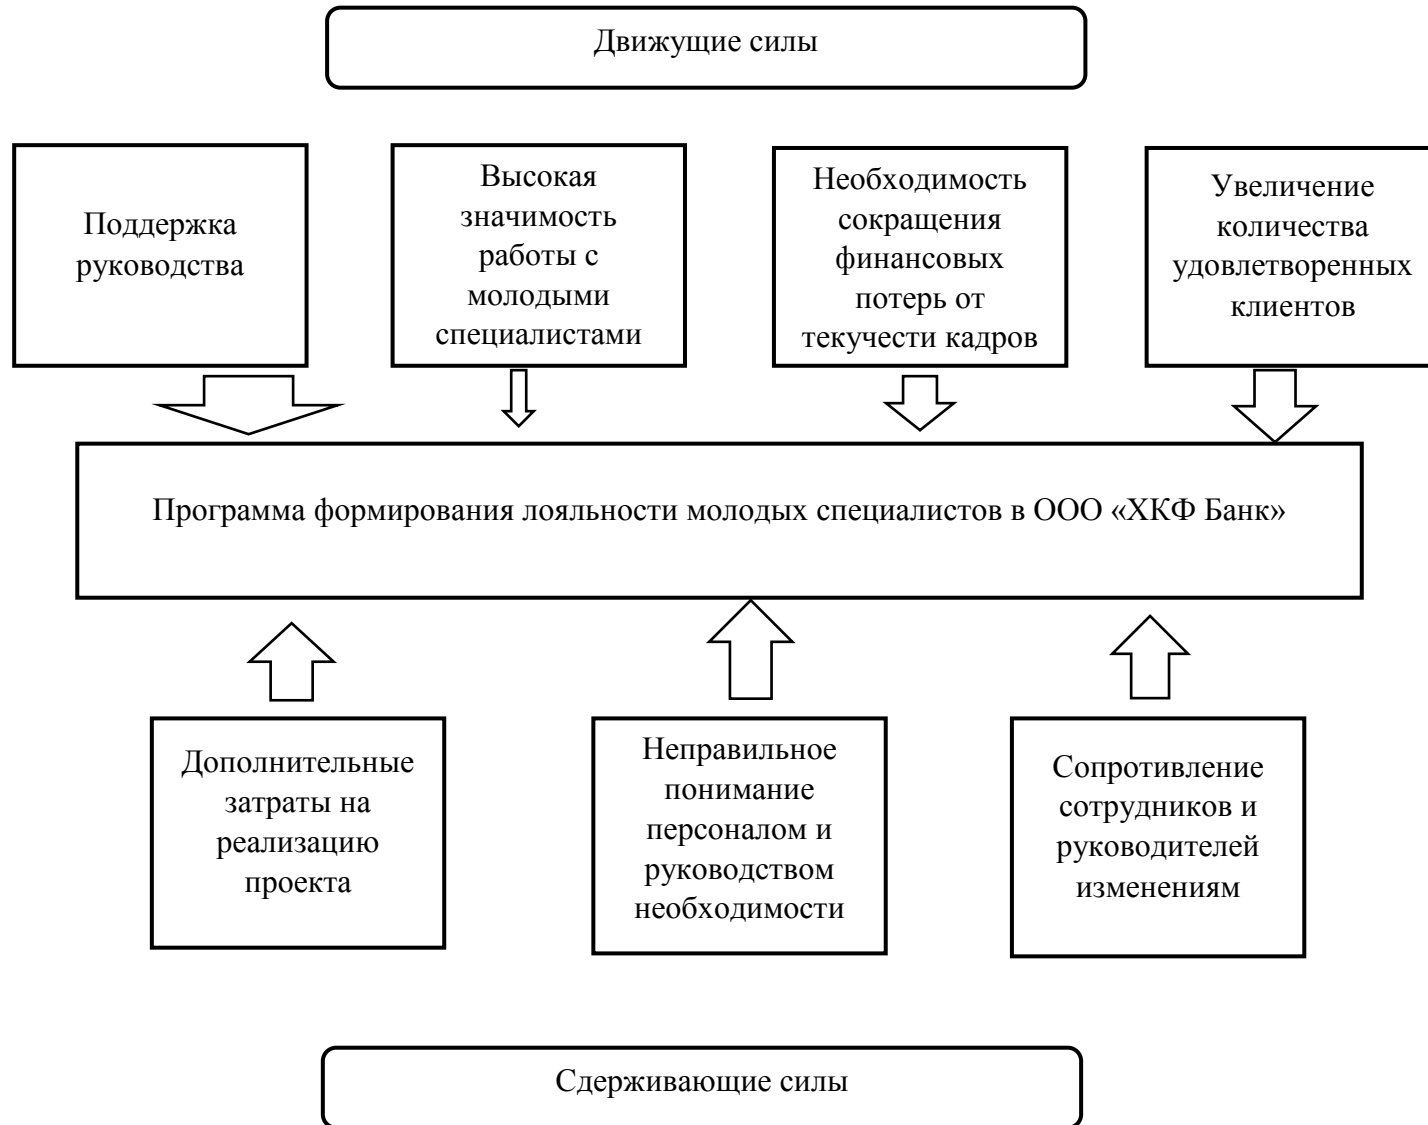 Движущие силы
Поддержка
руководства
Высокая
значимость
работы с
молодыми
специалистами
Необходимость
сокращения
финансовых
потерь от
текучести кадров
Увеличение
количества
удовлетворенных
клиентов
Программа формирования лояльности молодых специалистов в ООО «ХКФ Банк»
Дополнительные
затраты на
реализацию
проекта
Неправильное
понимание
персоналом и
руководством
необходимости
Сопротивление
сотрудников и
руководителей
изменениям
Сдерживающие силы